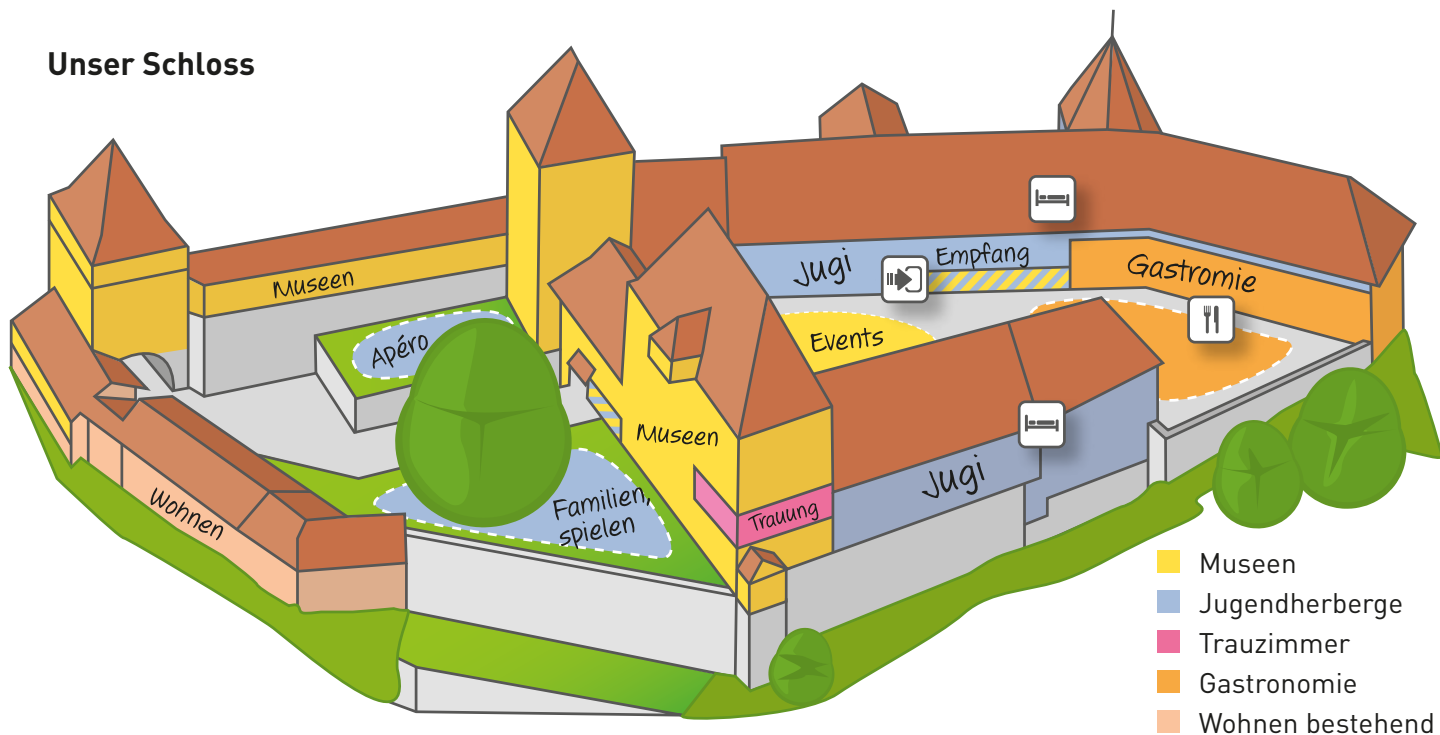 Unser Schloss
Museen
Jugi
Empfang
Gastromie
Apéro
Events
Museen
Jugi
Familien,
spielen
Trauung
Wohnen
Museen
Jugendherberge
Trauzimmer
Gastronomie
Wohnen bestehend